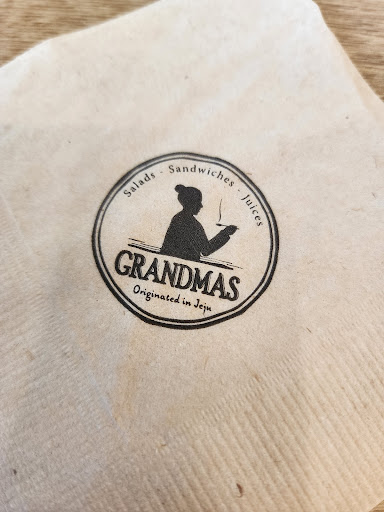 Salads - Sandwiches - Juices
GRANDMAS
Originated in Jeju